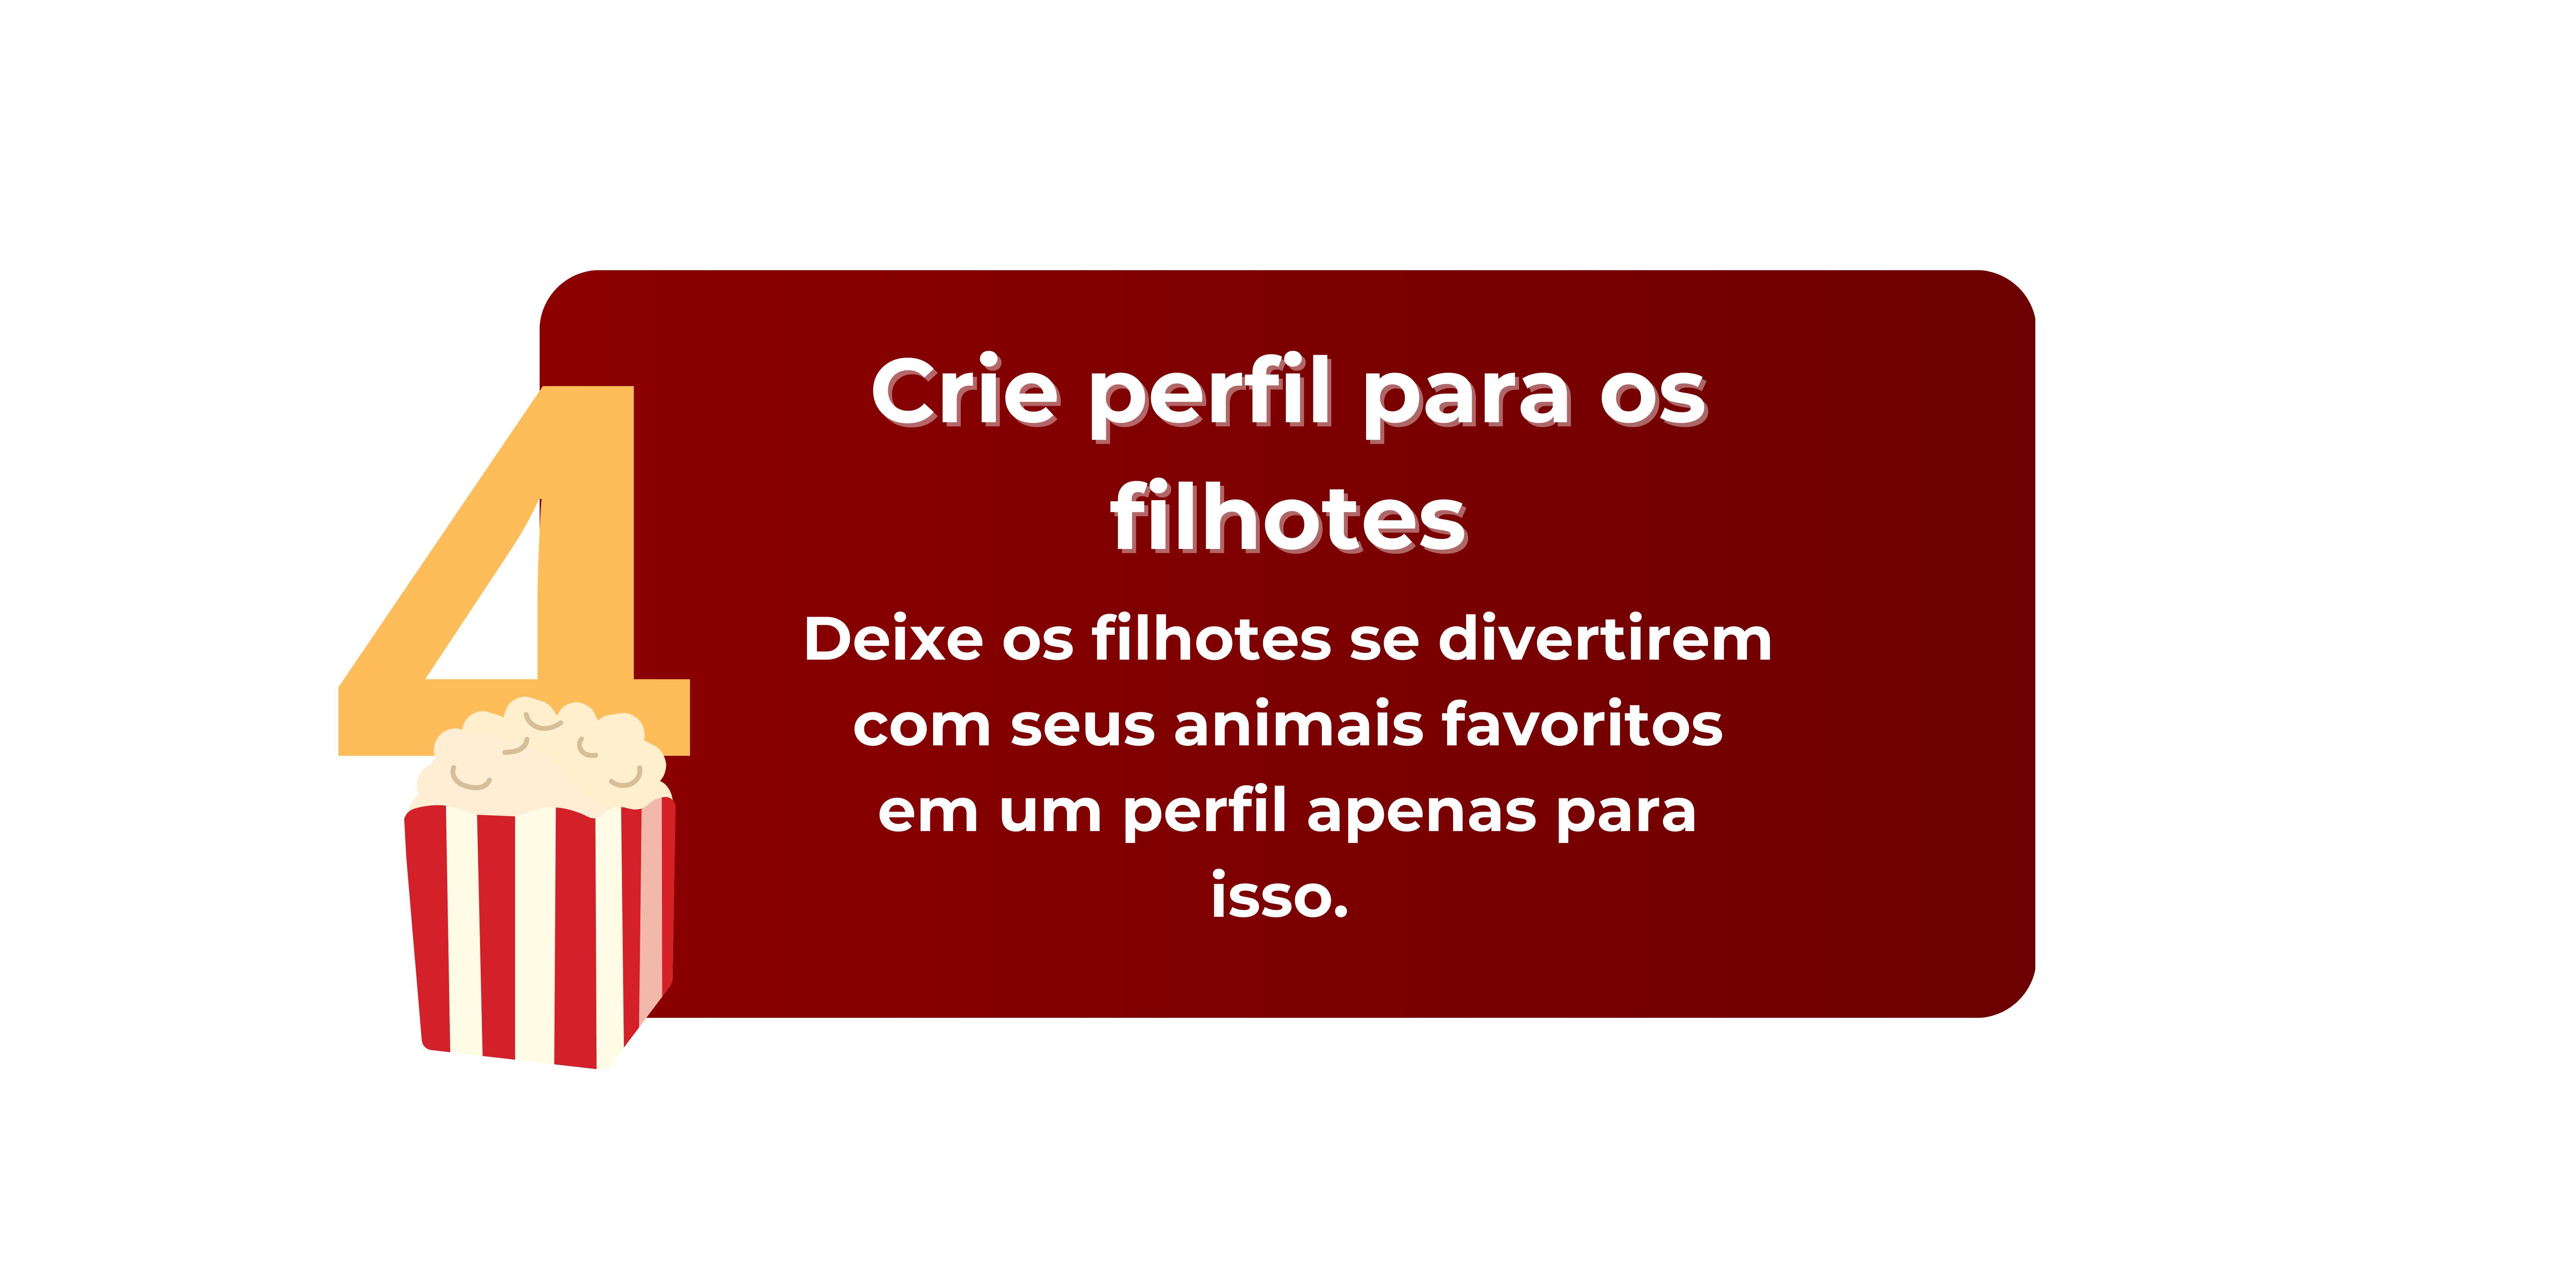 4
Crie perfil para os
filhotes
Deixe os filhotes se divertirem
com seus animais favoritos
em um perfil apenas para
isso.